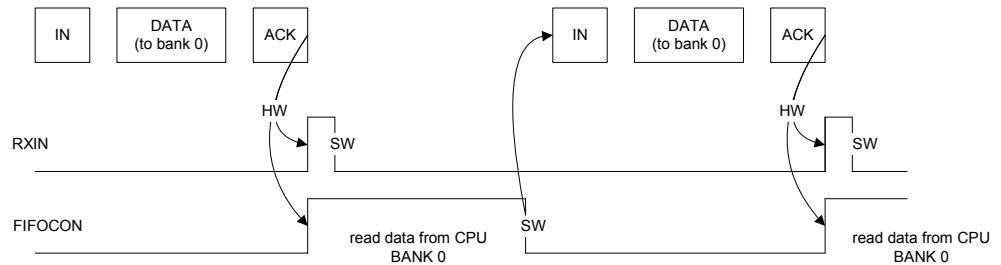 IN
DATA
(to bank 0)
ACK
IN
DATA
(to bank 0)
ACK
HW
HW
RXIN
SW
SW
FIFOCON
SW
read data from CPU
BANK 0
read data from CPU
BANK 0